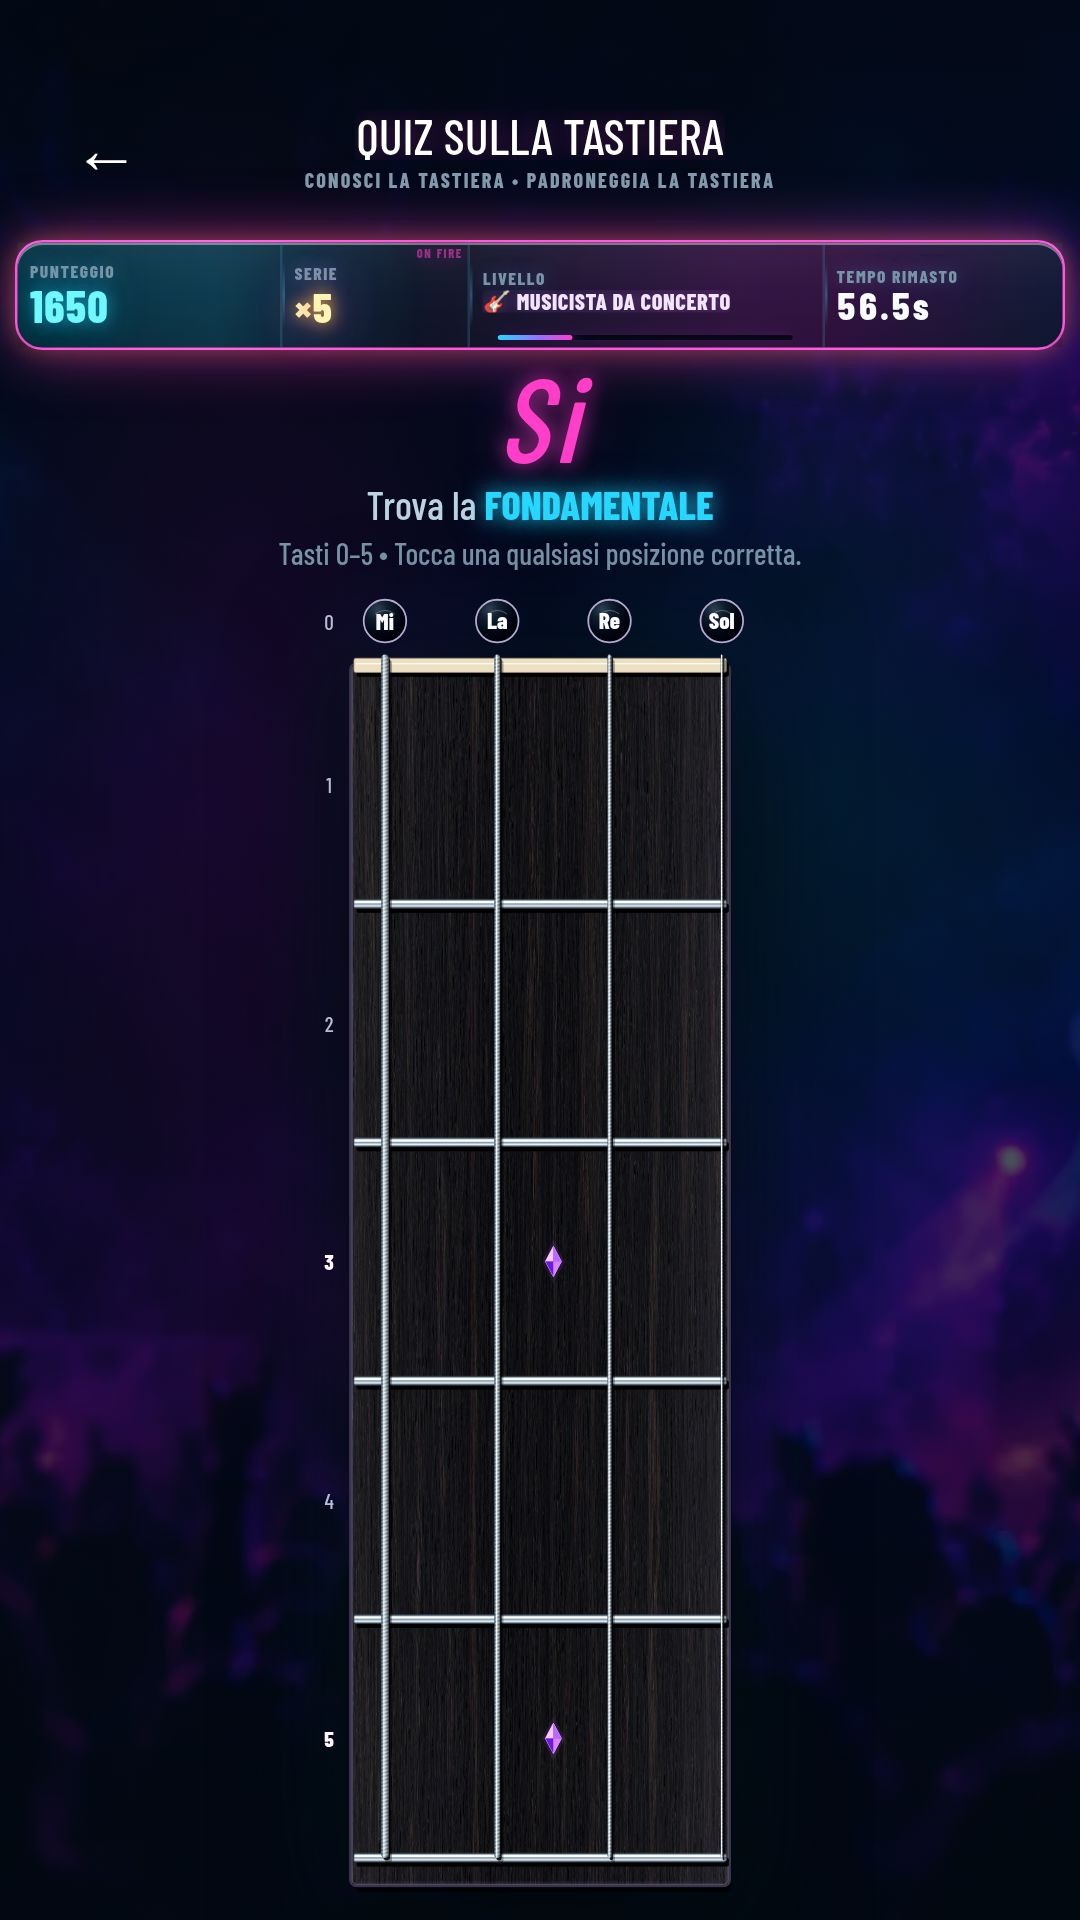 ←
QUIZ SULLA TASTIERA
CONOSCI LA TASTIERA • PADRONEGGIA LA TASTIERA
PUNTEGGIO
1650
SERIE
×5
ON FIRE
LIVELLO
🎸 MUSICISTA DA CONCERTO
TEMPO RIMASTO
56.5s
Si
Trova la FONDAMENTALE
Tasti 0–5 • Tocca una qualsiasi posizione corretta.
0 Mi La Re Sol
1
2
3
4
5